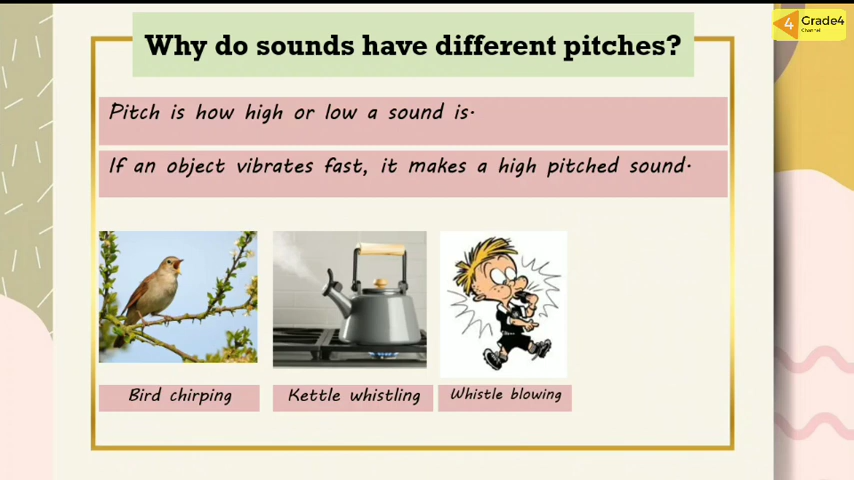 Why do sounds have different pitches?
4 Grade4
Channel
Pitch is how high or low a sound is.
If an object vibrates fast, it makes a high pitched sound.
Bird chirping
Kettle whistling
Whistle blowing